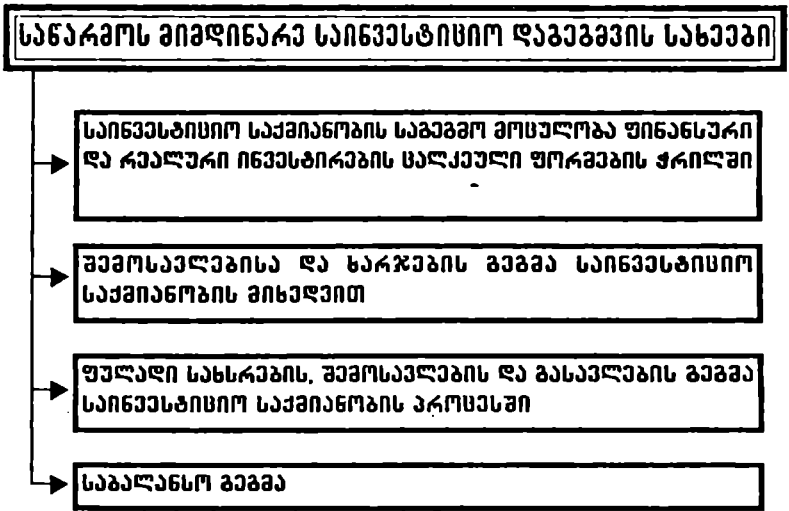 საწარმოს მიმდინარე საინვესტიციო დაგეგმვის სახეები
საინვესტიციო საქმიანობის საგეგმო მოცულობა ფინანსური
და რეალური ინვესტირების ცალკეული ფორმების ჭრილში
შემოსავლებისა და ხარჯების გეგმა საინვესტიციო
საქმიანობის მიხედვით
ფულადი სახსრების, შემოსავლების და გასავლების გეგმა
საინვესტიციო საქმიანობის პროცესში
საბალანსო გეგმა